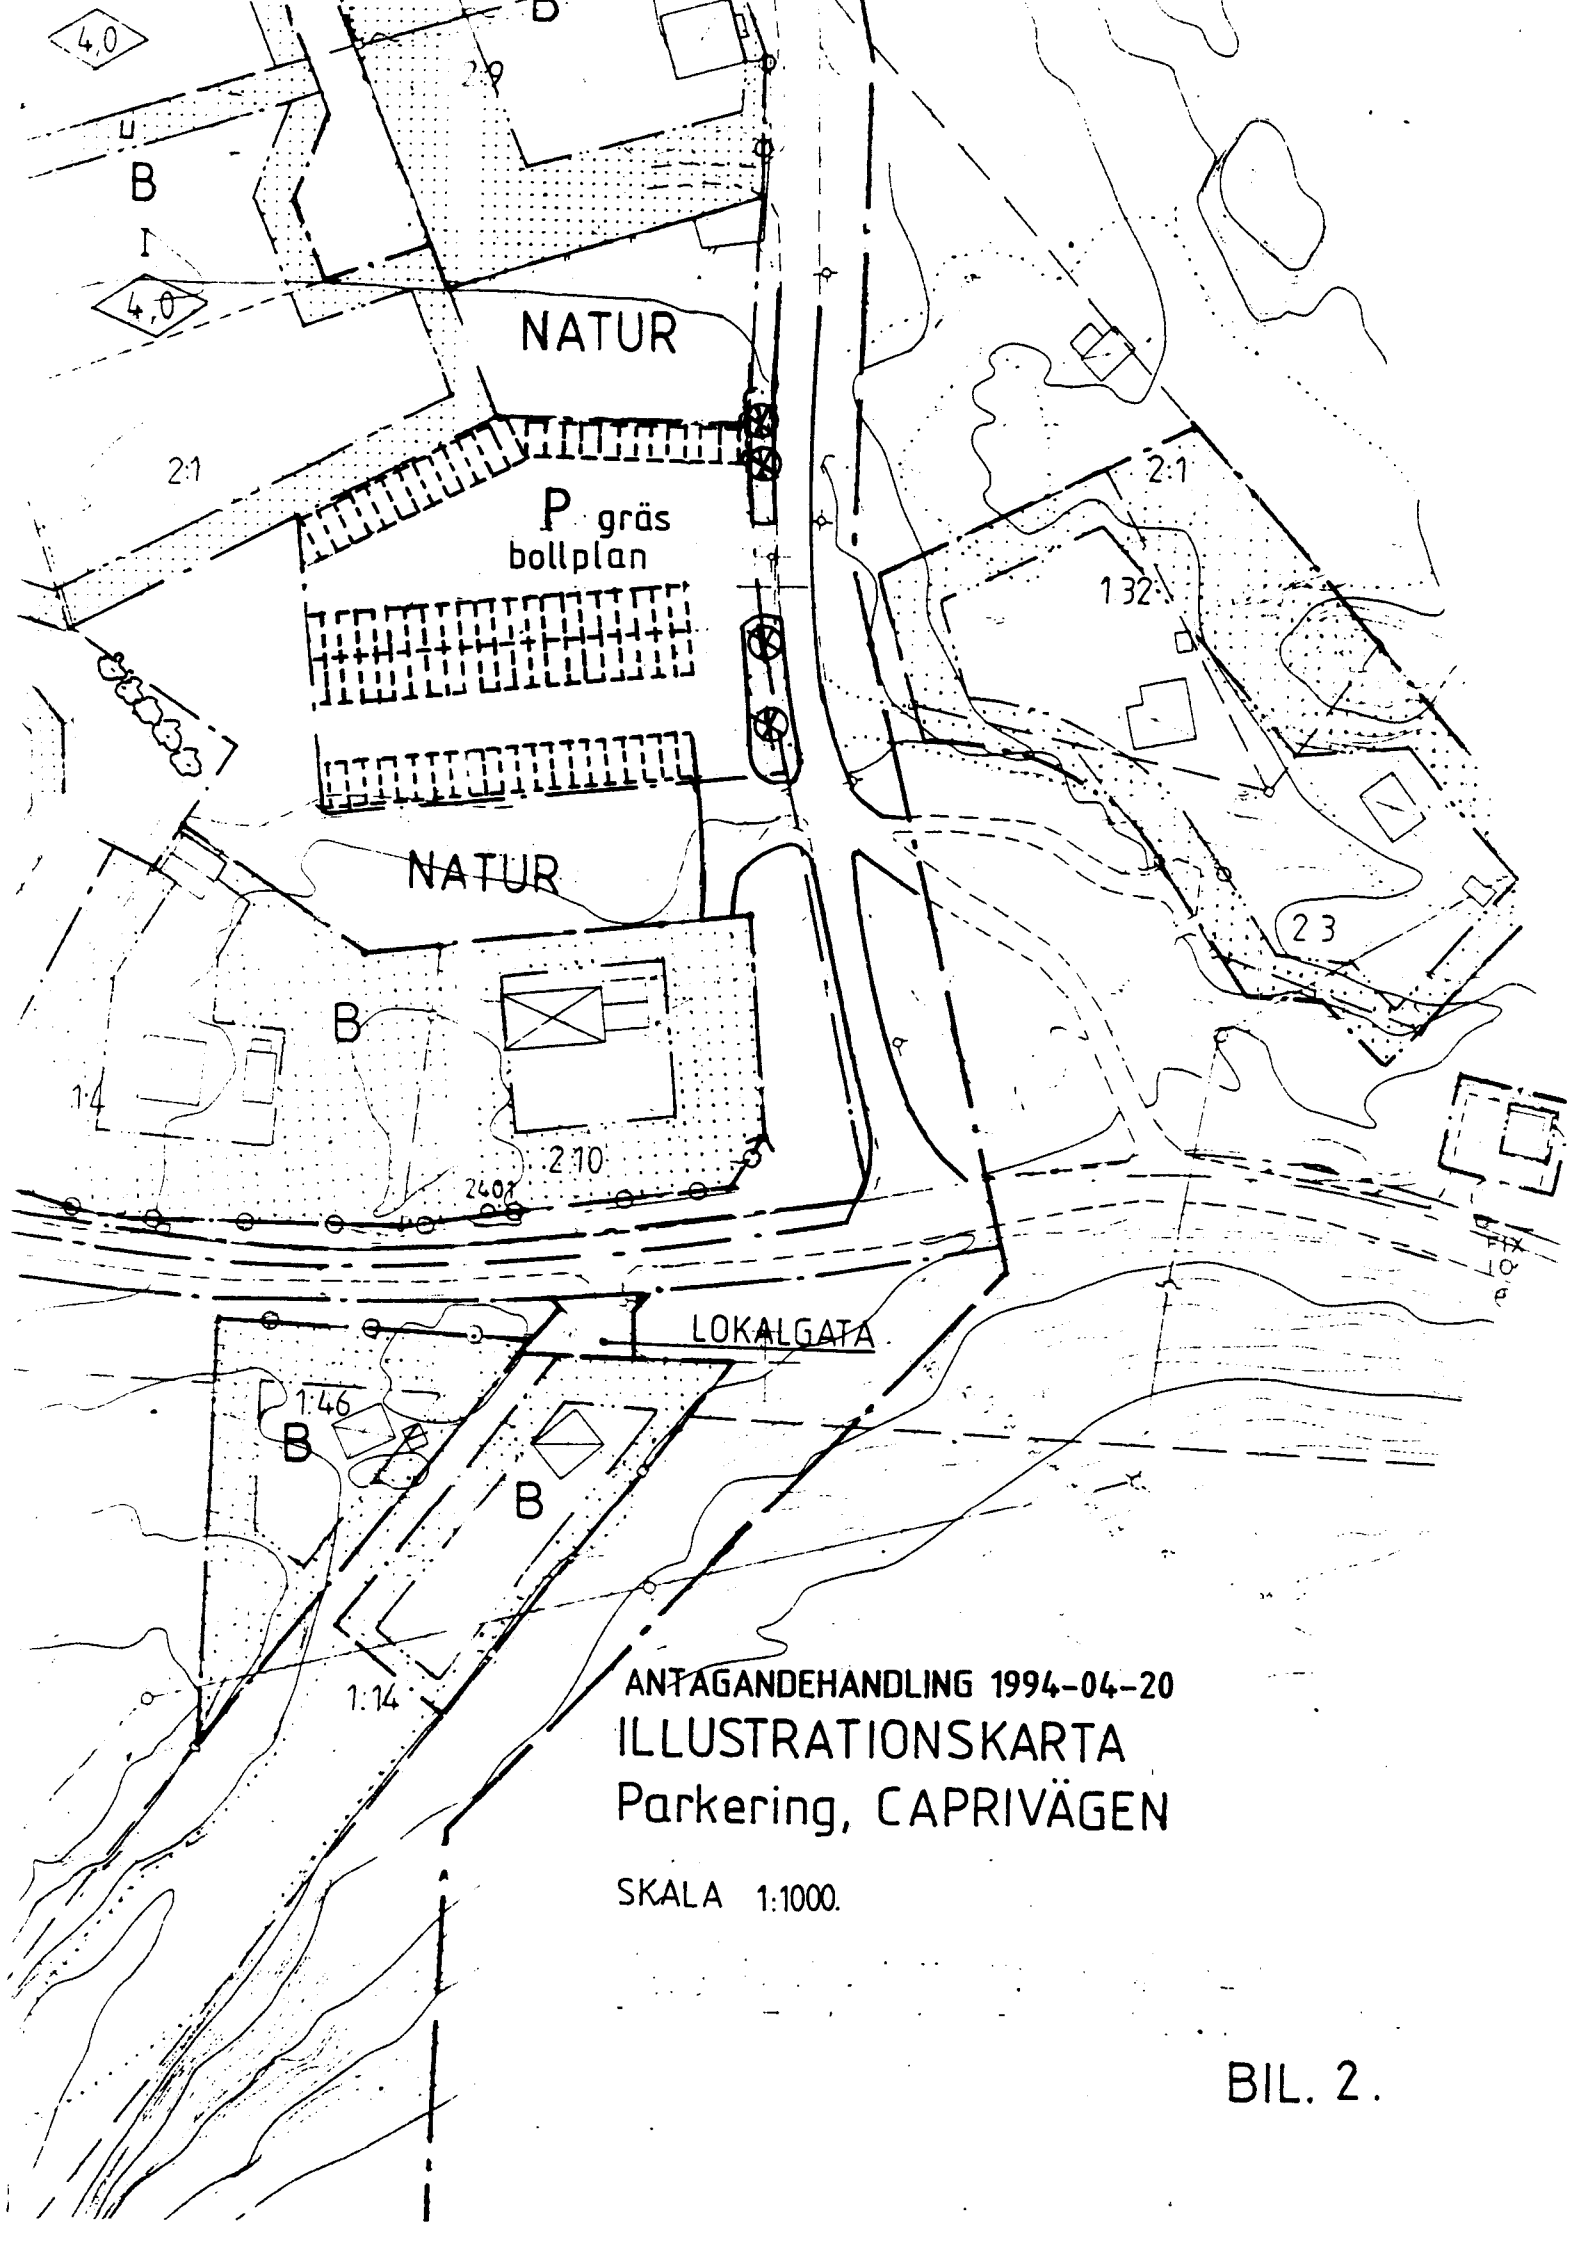 B
4,0
2:9
u
B
I
4,0
NATUR
2:1
2:1
P gräs
bollplan
1 32
NATUR
2 3
B
1:4
2:10
2401
FIX
LOKALGATA
1:46
B
B
1:14
ANTAGANDEHANDLING 1994-04-20
ILLUSTRATIONSKARTA
Parkering, CAPRIVÄGEN
SKALA 1:1000.
BIL. 2.